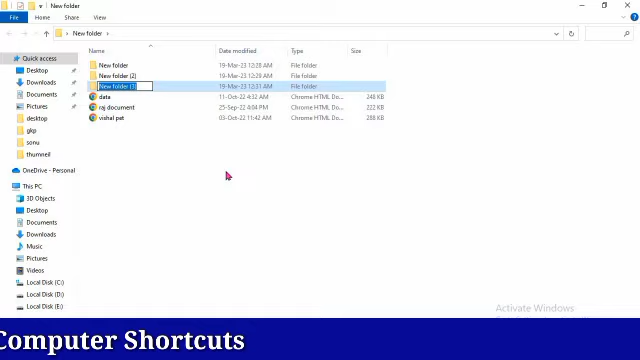 New folder
File Home Share View
New folder
Name Date modified Type Size
Quick access
Desktop
Downloads
Documents
Pictures
desktop
gkp
sonu
thumneil
OneDrive - Personal
This PC
3D Objects
Desktop
Documents
Downloads
Music
Pictures
Videos
Local Disk (C:)
Local Disk (D:)
Local Disk (E:)
New folder 19-Mar-23 12:28 AM File folder
New folder (2) 19-Mar-23 12:29 AM File folder
New folder (3) 19-Mar-23 12:31 AM File folder
data 11-Oct-22 4:32 AM Chrome HTML Do... 248 KB
raj document 25-Sep-22 4:04 PM Chrome HTML Do... 222 KB
vishal pet 03-Oct-22 11:42 AM Chrome HTML Do... 288 KB
Activate Windows
Computer Shortcuts